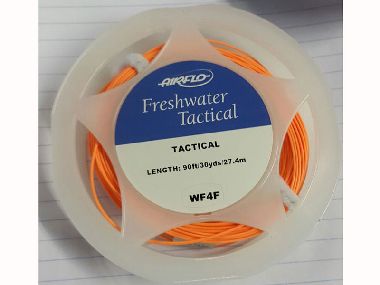 AIRFLO
Freshwater
Tactical
TACTICAL
LENGTH: 90ft/30yds/27.4m
WF4F